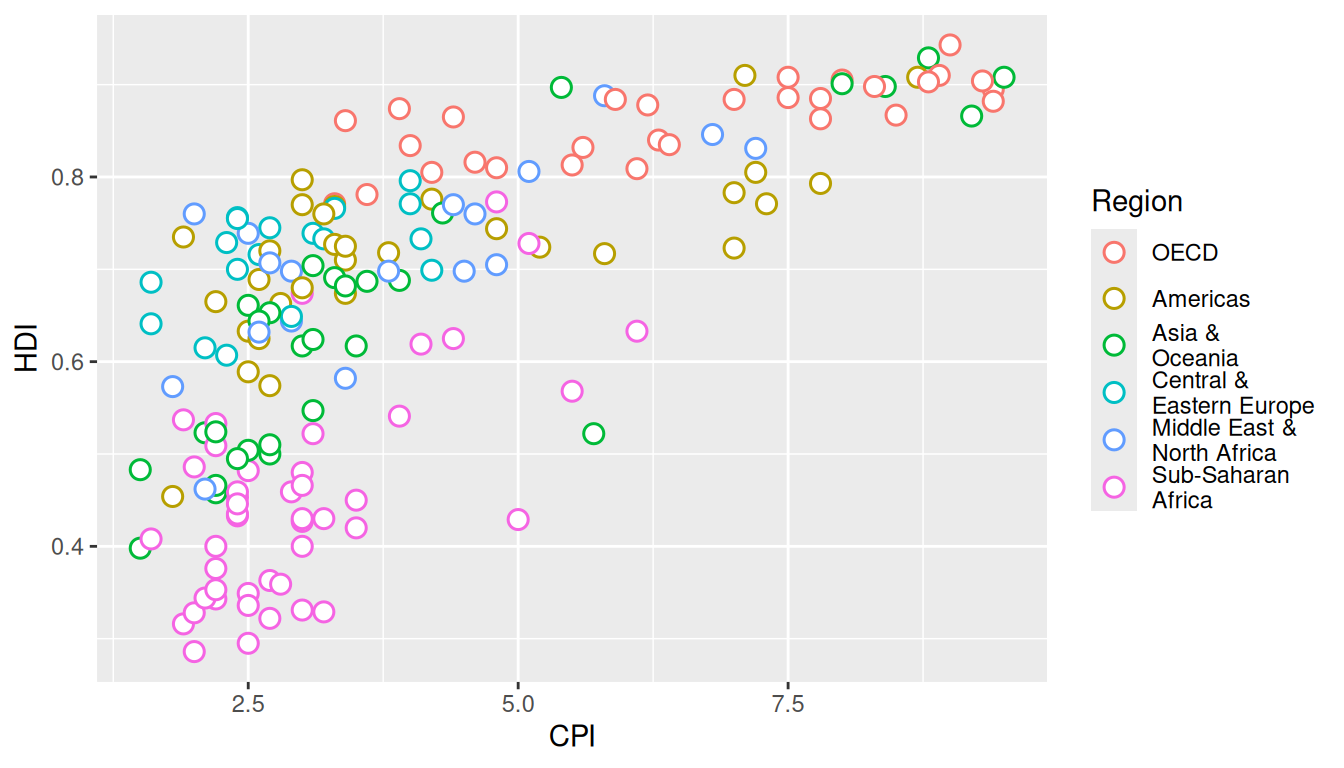 HDI
0.8
0.6
0.4
2.5
5.0
7.5
CPI
Region
OECD
Americas
Asia &
Oceania
Central &
Eastern Europe
Middle East &
North Africa
Sub-Saharan
Africa